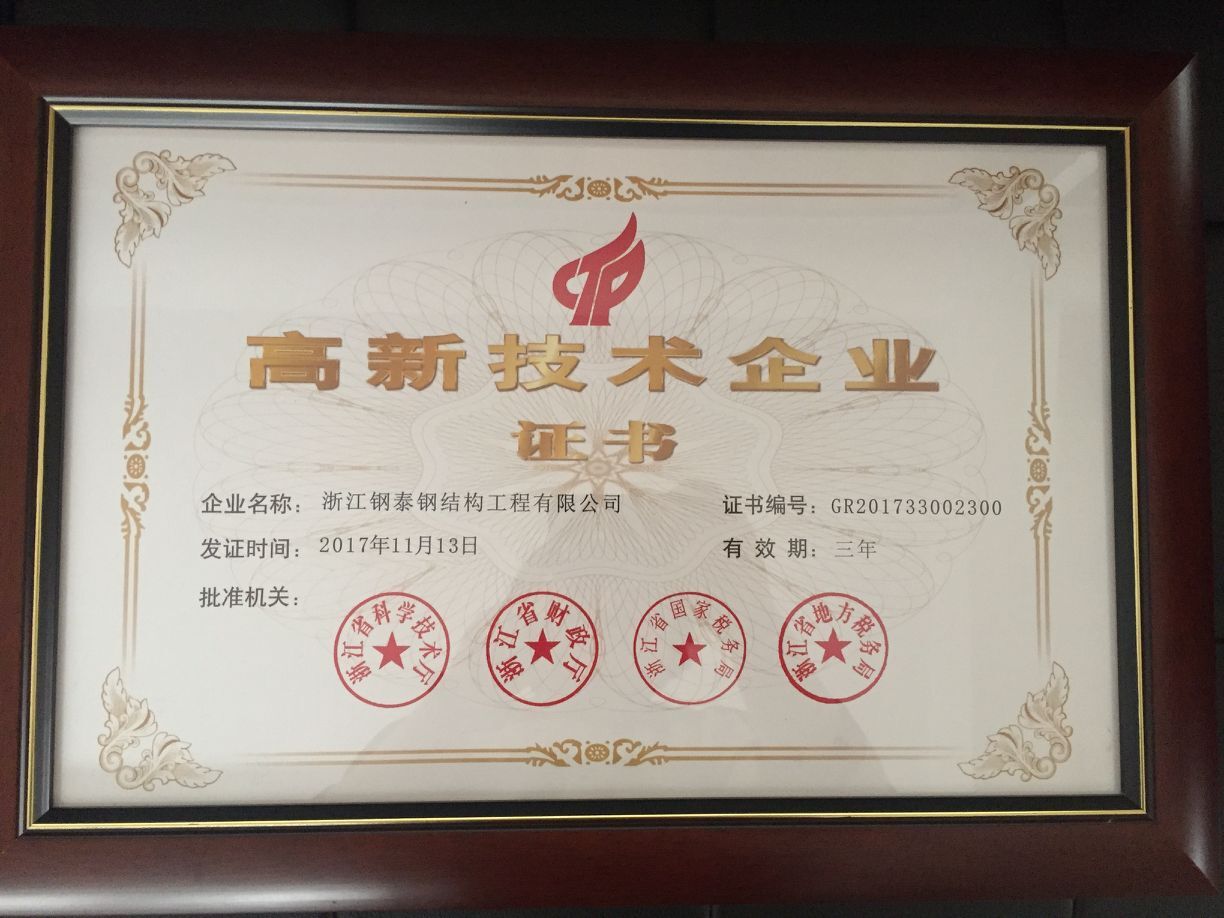 CTP
高新技术企业
证书
企业名称：浙江钢泰钢结构工程有限公司 证书编号：GR201733002300
发证时间：2017年11月13日 有效期：三年
批准机关：
浙江省科学技术厅 浙江省财政厅 浙江省国家税务局 浙江省地方税务局